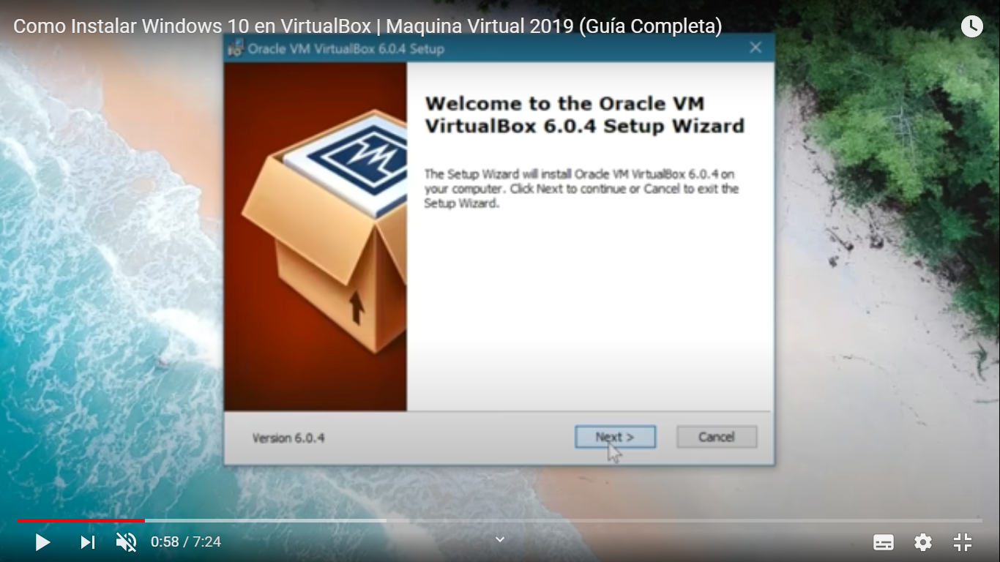 Como Instalar Windows 10 en VirtualBox | Maquina Virtual 2019 (Guía Completa)
Oracle VM VirtualBox 6.0.4 Setup
Welcome to the Oracle VM
VirtualBox 6.0.4 Setup Wizard
The Setup Wizard will install Oracle VM VirtualBox 6.0.4 on
your computer. Click Next to continue or Cancel to exit the
Setup Wizard.
Version 6.0.4
Next >
Cancel
0:58 / 7:24